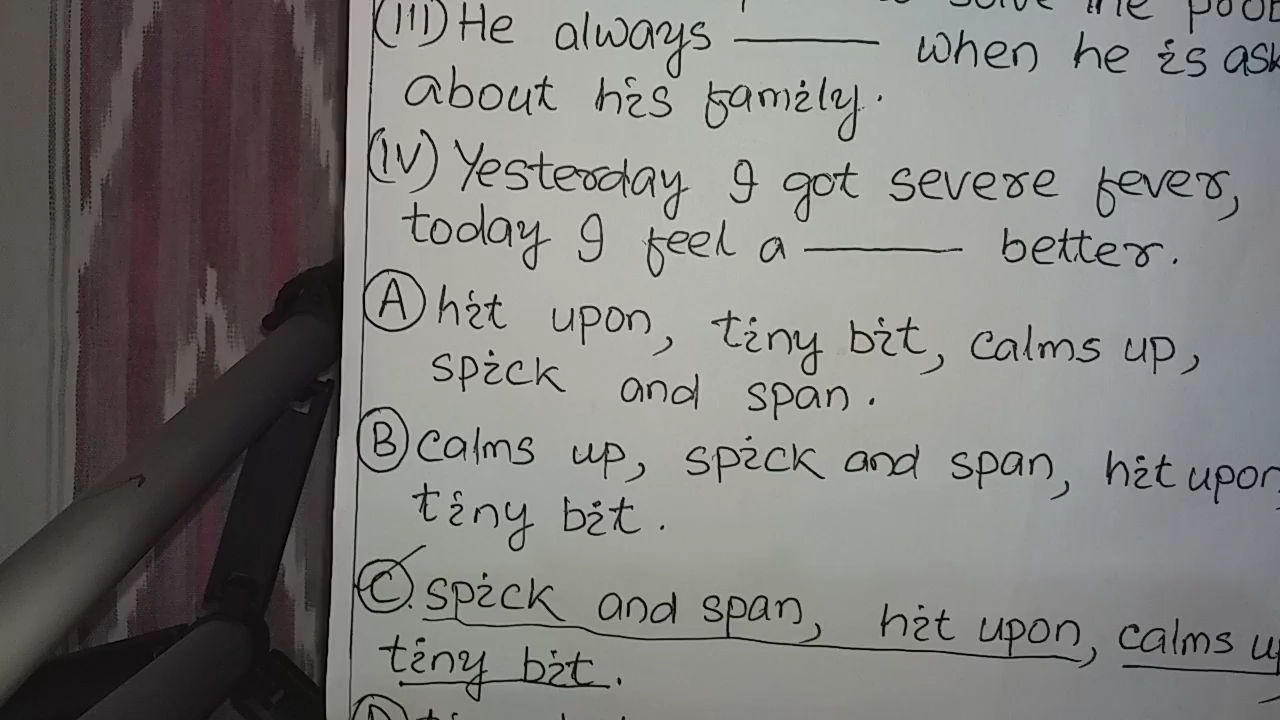 (III) He always ______ when he is ask
about his family.
(IV) Yesterday I got severe fever,
today I feel a ______ better.
(A) hit upon, tiny bit, calms up,
spick and span.
(B) calms up, spick and span, hit upon,
tiny bit.
(C). spick and span, hit upon, calms up
tiny bit.